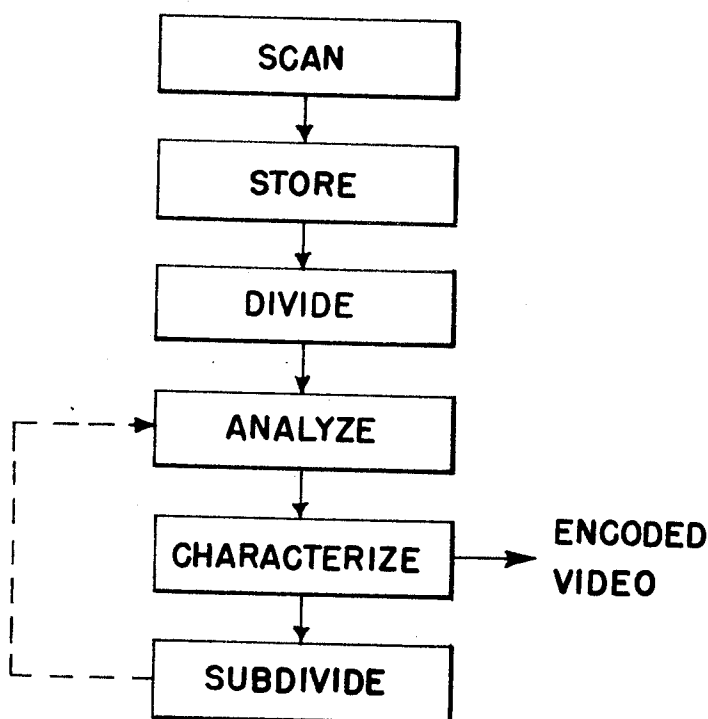 SCAN
STORE
DIVIDE
ANALYZE
CHARACTERIZE
ENCODED
VIDEO
SUBDIVIDE